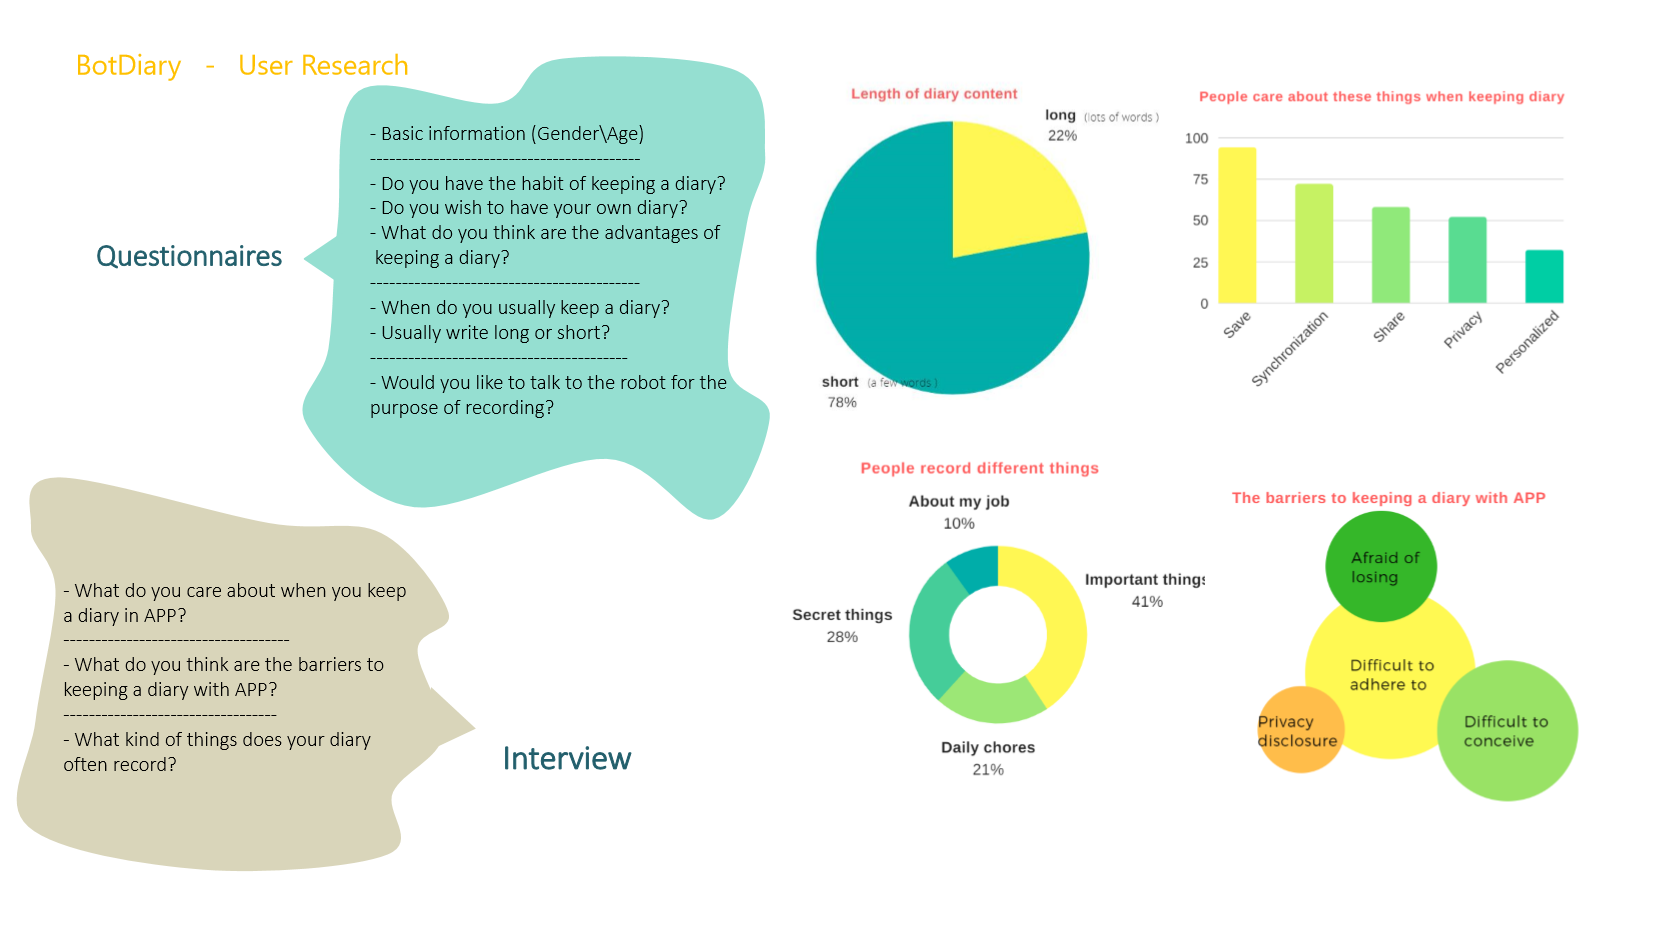 BotDiary - User Research
- Basic information (Gender\Age)
------------------------------------------
- Do you have the habit of keeping a diary?
- Do you wish to have your own diary?
- What do you think are the advantages of
keeping a diary?
------------------------------------------
- When do you usually keep a diary?
- Usually write long or short?
----------------------------------------
- Would you like to talk to the robot for the
purpose of recording?
Questionnaires
- What do you care about when you keep
a diary in APP?
-----------------------------------
- What do you think are the barriers to
keeping a diary with APP?
---------------------------------
- What kind of things does your diary
often record?
Interview
Length of diary content
long (lots of words )
22%
short (a few words )
78%
People care about these things when keeping diary
100
75
50
25
0
Save
Synchronization
Share
Privacy
Personalized
People record different things
About my job
10%
Important things
41%
Secret things
28%
Daily chores
21%
The barriers to keeping a diary with APP
Afraid of
losing
Difficult to
adhere to
Privacy
disclosure
Difficult to
conceive